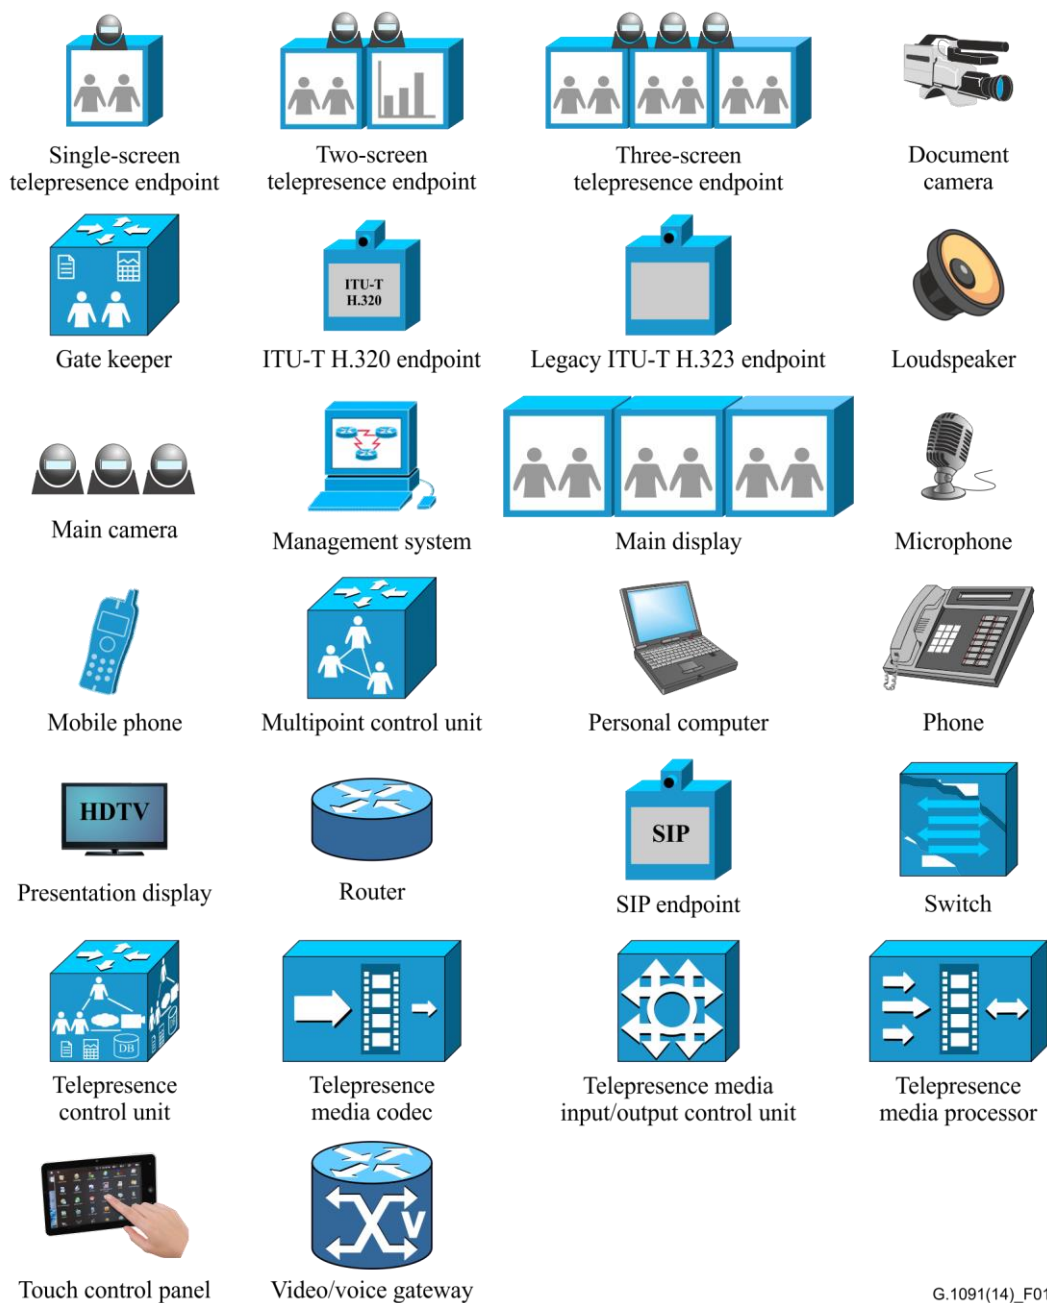 Single-screen
telepresence endpoint
Two-screen
telepresence endpoint
Three-screen
telepresence endpoint
Document
camera
Gate keeper
ITU-T
H.320
ITU-T H.320 endpoint
Legacy ITU-T H.323 endpoint
Loudspeaker
Main camera
Management system
Main display
Microphone
Mobile phone
Multipoint control unit
Personal computer
Phone
HDTV
Presentation display
Router
SIP
SIP endpoint
Switch
DB
DB
Telepresence
control unit
Telepresence
media codec
Telepresence media
input/output control unit
Telepresence
media processor
Touch control panel
V
Video/voice gateway
G.1091(14)_F01